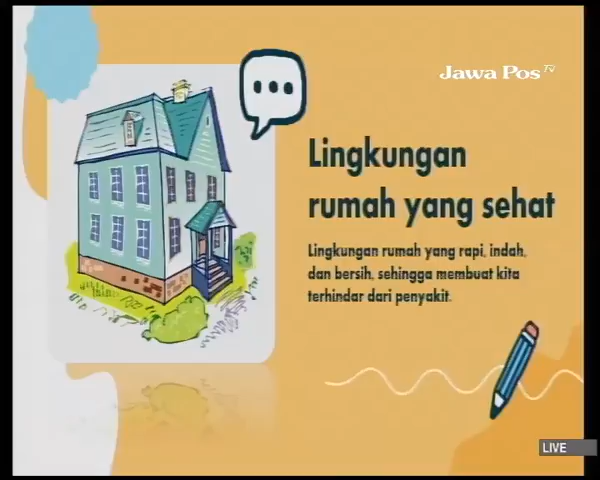 Jawa Pos TV
Lingkungan
rumah yang sehat
Lingkungan rumah yang rapi, indah,
dan bersih, sehingga membuat kita
terhindar dari penyakit.
LIVE